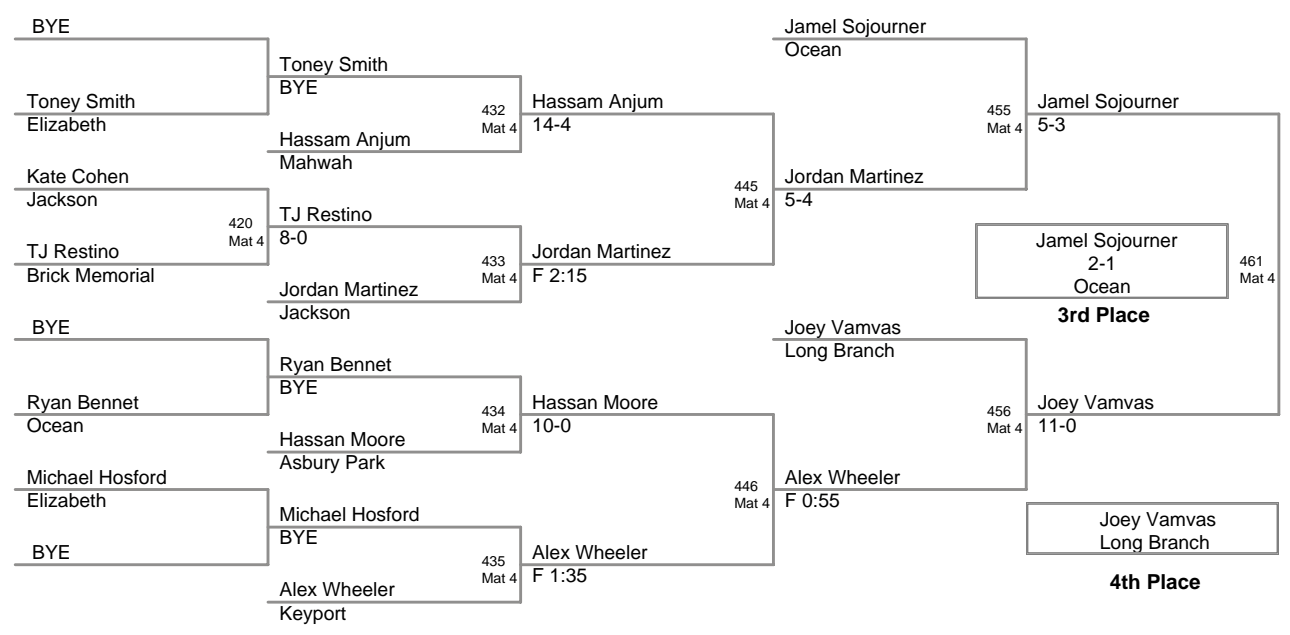 BYE
Toney Smith
Elizabeth
Kate Cohen
Jackson
420
Mat 4
TJ Restino
Brick Memorial
BYE
Ryan Bennet
Ocean
Michael Hosford
Elizabeth
BYE
Toney Smith
BYE
432
Mat 4
Hassam Anjum
Mahwah
TJ Restino
8-0
433
Mat 4
Jordan Martinez
Jackson
Ryan Bennet
BYE
434
Mat 4
Hassan Moore
Asbury Park
Michael Hosford
BYE
435
Mat 4
Alex Wheeler
Keyport
Hassam Anjum
14-4
445
Mat 4
Jordan Martinez
F 2:15
Hassan Moore
10-0
446
Mat 4
Alex Wheeler
F 1:35
Jamel Sojourner
Ocean
455
Mat 4
Jordan Martinez
5-4
Joey Vamvas
Long Branch
456
Mat 4
Alex Wheeler
F 0:55
Jamel Sojourner
5-3
Jamel Sojourner
2-1
Ocean
3rd Place
461
Mat 4
Joey Vamvas
11-0
Joey Vamvas
Long Branch
4th Place